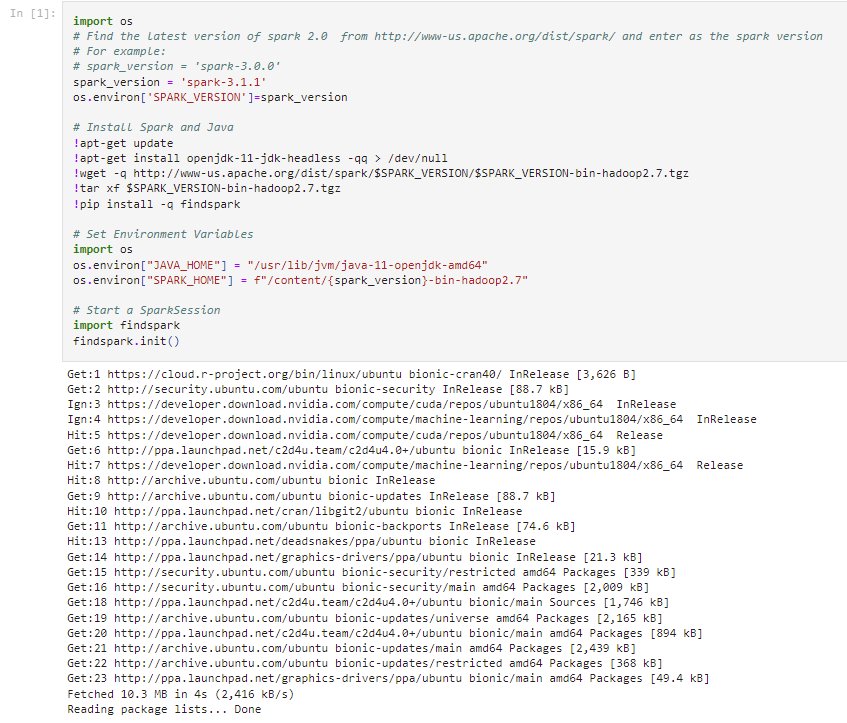 In [1]:
import os
# Find the latest version of spark 2.0  from http://www-us.apache.org/dist/spark/ and enter as the spark version
# For example:
# spark_version = 'spark-3.0.0'
spark_version = 'spark-3.1.1'
os.environ['SPARK_VERSION']=spark_version
# Install Spark and Java
!apt-get update
!apt-get install openjdk-11-jdk-headless -qq > /dev/null
!wget -q http://www-us.apache.org/dist/spark/$SPARK_VERSION/$SPARK_VERSION-bin-hadoop2.7.tgz
!tar xf $SPARK_VERSION-bin-hadoop2.7.tgz
!pip install -q findspark
# Set Environment Variables
import os
os.environ["JAVA_HOME"] = "/usr/lib/jvm/java-11-openjdk-amd64"
os.environ["SPARK_HOME"] = f"/content/{spark_version}-bin-hadoop2.7"
# Start a SparkSession
import findspark
findspark.init()
Get:1 https://cloud.r-project.org/bin/linux/ubuntu bionic-cran40/ InRelease [3,626 B]
Get:2 http://security.ubuntu.com/ubuntu bionic-security InRelease [88.7 kB]
Ign:3 https://developer.download.nvidia.com/compute/cuda/repos/ubuntu1804/x86_64  InRelease
Ign:4 https://developer.download.nvidia.com/compute/machine-learning/repos/ubuntu1804/x86_64  InRelease
Hit:5 https://developer.download.nvidia.com/compute/cuda/repos/ubuntu1804/x86_64  Release
Get:6 http://ppa.launchpad.net/c2d4u.team/c2d4u4.0+/ubuntu bionic InRelease [15.9 kB]
Hit:7 https://developer.download.nvidia.com/compute/machine-learning/repos/ubuntu1804/x86_64  Release
Hit:8 http://archive.ubuntu.com/ubuntu bionic InRelease
Get:9 http://archive.ubuntu.com/ubuntu bionic-updates InRelease [88.7 kB]
Hit:10 http://ppa.launchpad.net/cran/libgit2/ubuntu bionic InRelease
Get:11 http://archive.ubuntu.com/ubuntu bionic-backports InRelease [74.6 kB]
Hit:13 http://ppa.launchpad.net/deadsnakes/ppa/ubuntu bionic InRelease
Get:14 http://ppa.launchpad.net/graphics-drivers/ppa/ubuntu bionic InRelease [21.3 kB]
Get:15 http://security.ubuntu.com/ubuntu bionic-security/restricted amd64 Packages [339 kB]
Get:16 http://security.ubuntu.com/ubuntu bionic-security/main amd64 Packages [2,009 kB]
Get:18 http://ppa.launchpad.net/c2d4u.team/c2d4u4.0+/ubuntu bionic/main Sources [1,746 kB]
Get:19 http://archive.ubuntu.com/ubuntu bionic-updates/universe amd64 Packages [2,165 kB]
Get:20 http://ppa.launchpad.net/c2d4u.team/c2d4u4.0+/ubuntu bionic/main amd64 Packages [894 kB]
Get:21 http://archive.ubuntu.com/ubuntu bionic-updates/main amd64 Packages [2,439 kB]
Get:22 http://archive.ubuntu.com/ubuntu bionic-updates/restricted amd64 Packages [368 kB]
Get:23 http://ppa.launchpad.net/graphics-drivers/ppa/ubuntu bionic/main amd64 Packages [49.4 kB]
Fetched 10.3 MB in 4s (2,416 kB/s)
Reading package lists... Done